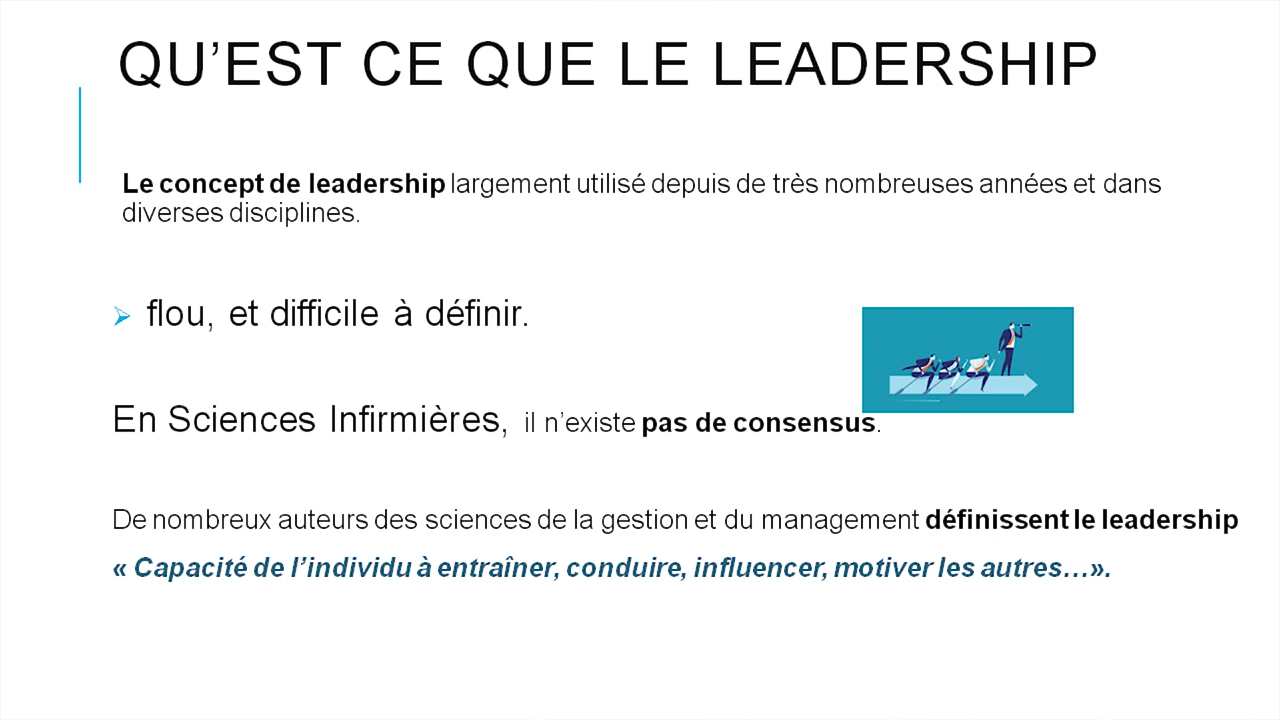 QU’EST CE QUE LE LEADERSHIP
Le concept de leadership largement utilisé depuis de très nombreuses années et dans
diverses disciplines.
➢ flou, et difficile à définir.
En Sciences Infirmières, il n’existe pas de consensus.
De nombreux auteurs des sciences de la gestion et du management définissent le leadership
« Capacité de l’individu à entraîner, conduire, influencer, motiver les autres…».